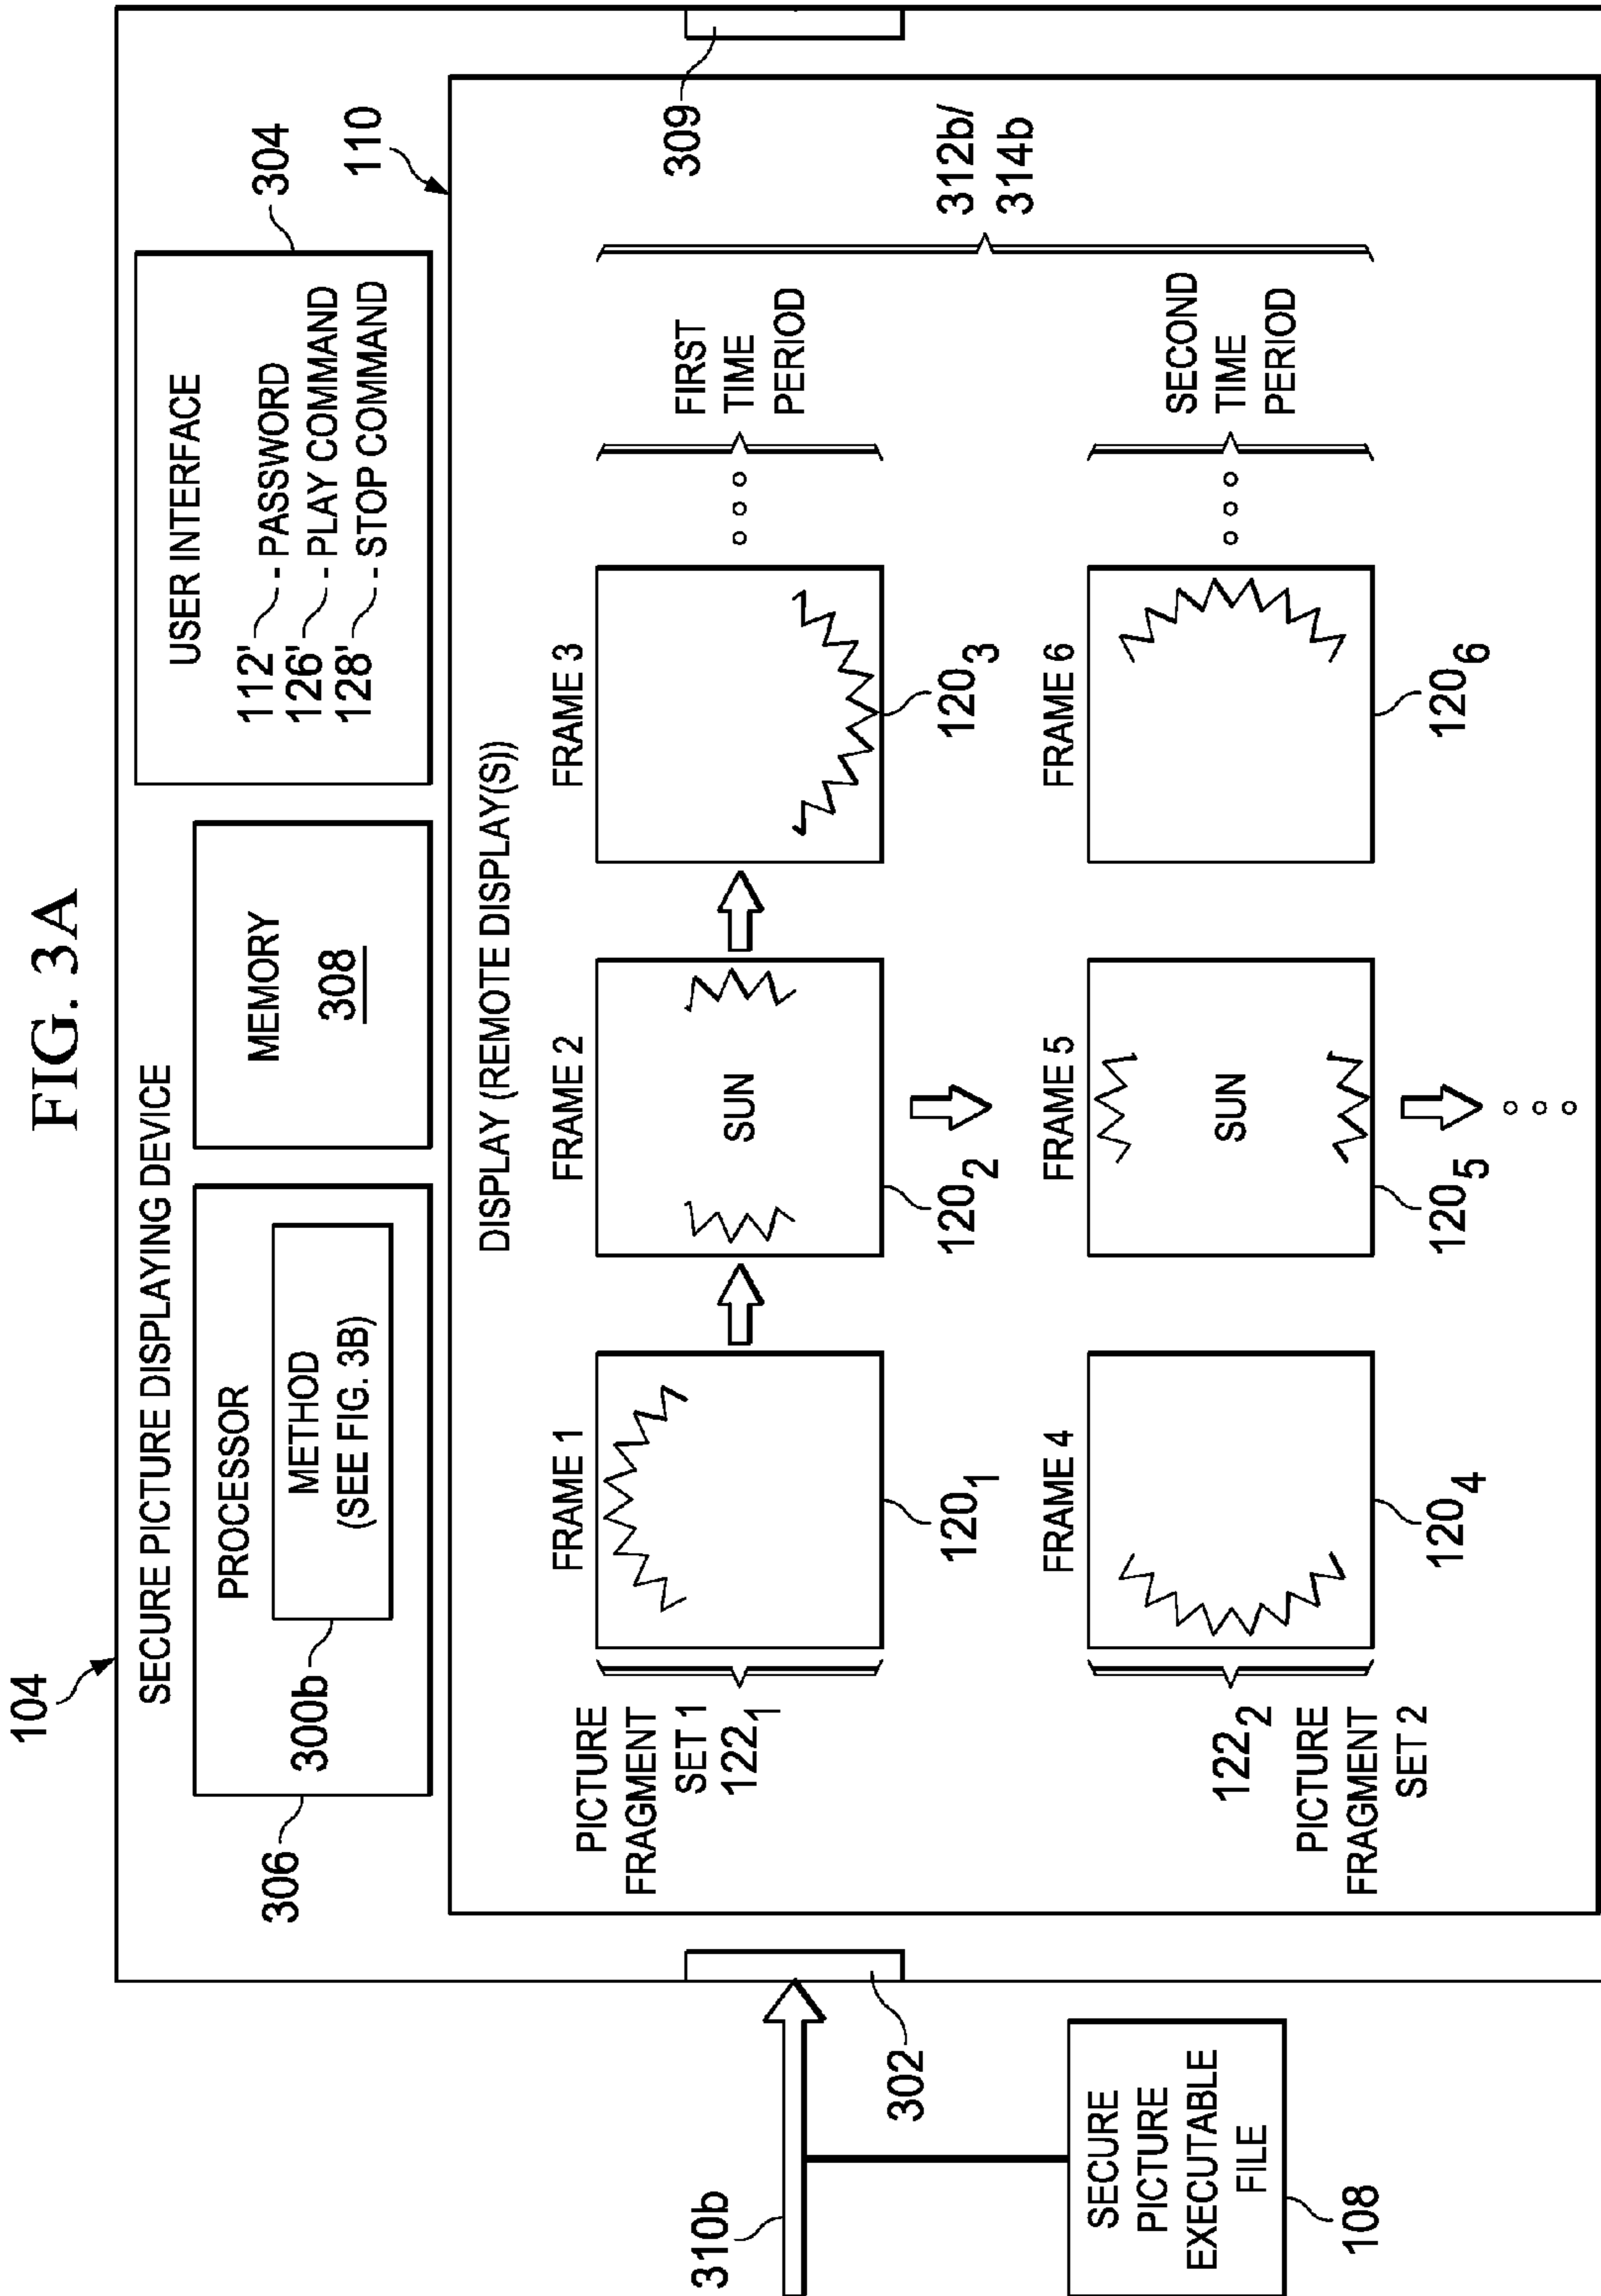 FIG. 3A
104
SECURE PICTURE DISPLAYING DEVICE
306
PROCESSOR
300b
METHOD
(SEE FIG. 3B)
MEMORY
308
USER INTERFACE
304
112' PASSWORD
126' PLAY COMMAND
128' STOP COMMAND
110
DISPLAY (REMOTE DISPLAY(S))
FRAME 1
FRAME 2
FRAME 3
PICTURE
FRAGMENT
SET 1
122₁
SUN
FIRST
TIME
PERIOD
309
120₁
120₂
120₃
312b/
314b
FRAME 4
FRAME 5
FRAME 6
122₂
PICTURE
FRAGMENT
SET 2
SUN
SECOND
TIME
PERIOD
120₄
120₅
120₆
310b
302
SECURE
PICTURE
EXECUTABLE
FILE
108